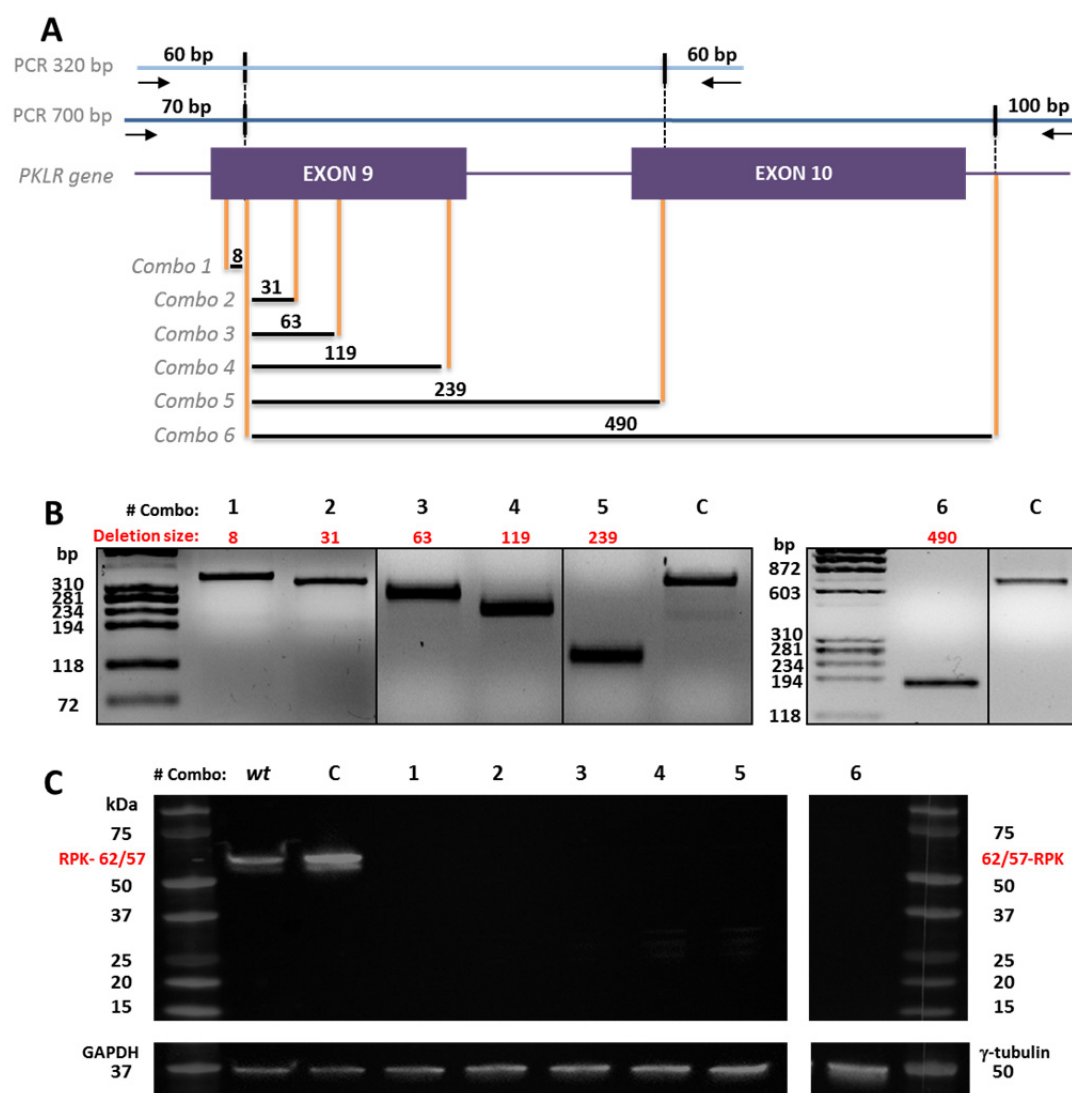 A
PCR 320 bp 60 bp 60 bp
PCR 700 bp 70 bp 100 bp
PKLR gene EXON 9 EXON 10
Combo 1 8
Combo 2 31
Combo 3 63
Combo 4 119
Combo 5 239
Combo 6 490
B # Combo: 1 2 3 4 5 C 6 C
Deletion size: 8 31 63 119 239 490
bp bp
310
281
234
194
118
72
872
603
310
281
234
194
118
C # Combo: wt C 1 2 3 4 5 6
kDa
75 75
RPK- 62/57 62/57-RPK
50 50
37 37
25 25
20 20
15 15
GAPDH γ-tubulin
37 50